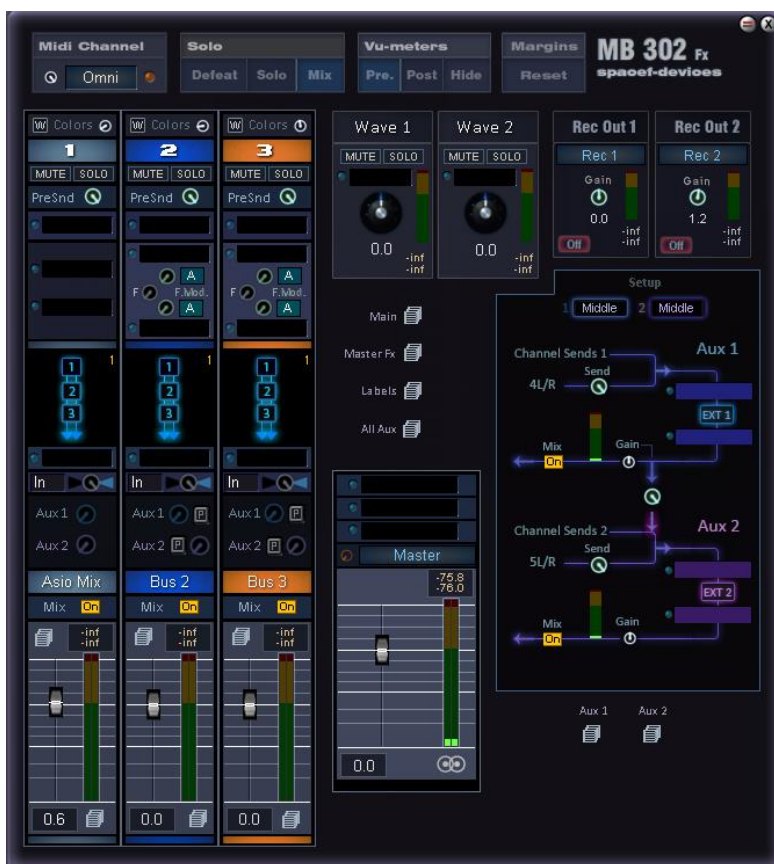 Midi Channel
Omni
Solo
Defeat Solo Mix
Vu-meters
Pre. Post Hide
Margins
Reset
MB 302 Fx
spacef-devices
W Colors
1
MUTE SOLO
PreSnd
1
1
2
3
In
Aux 1
Aux 2
Asio Mix
Mix On
-inf
-inf
0.6
W Colors
2
MUTE SOLO
PreSnd
A
F F.Mod.
A
1
1
2
3
In
Aux 1 P
Aux 2 P
Bus 2
Mix On
-inf
-inf
0.0
W Colors
3
MUTE SOLO
PreSnd
A
F F.Mod.
A
1
1
2
3
In
Aux 1 P
Aux 2 P
Bus 3
Mix On
-inf
-inf
0.0
Wave 1
MUTE SOLO
0.0
-inf
-inf
Wave 2
MUTE SOLO
0.0
-inf
-inf
Rec Out 1
Rec 1
Gain
0.0
-inf
Off -inf
Rec Out 2
Rec 2
Gain
1.2
-inf
Off -inf
Main
Master Fx
Labels
All Aux
Master
-75.8
-76.0
0.0
Setup
1 Middle 2 Middle
Channel Sends 1
Aux 1
Send
4L/R
EXT 1
Mix
Gain
On
Channel Sends 2
Aux 2
Send
5L/R
EXT 2
Mix
Gain
On
Aux 1 Aux 2